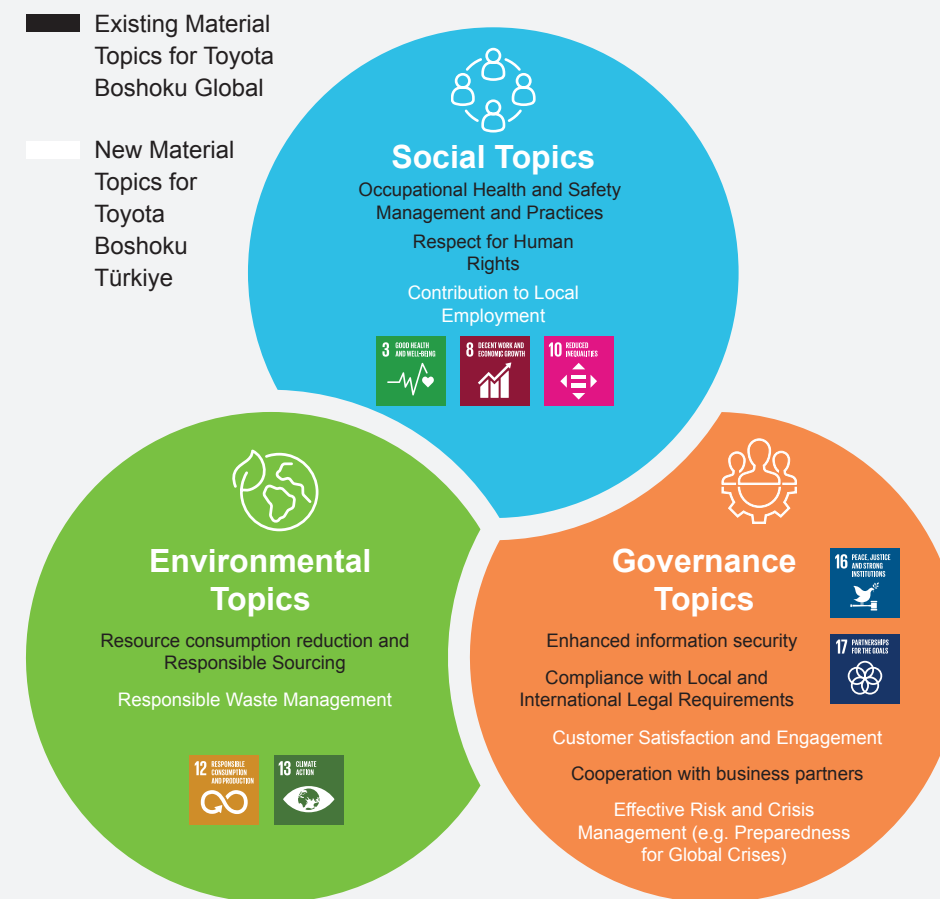 Existing Material
Topics for Toyota
Boshoku Global
New Material
Topics for
Toyota
Boshoku
Türkiye
Social Topics
Occupational Health and Safety
Management and Practices
Respect for Human
Rights
Contribution to Local
Employment
3 GOOD HEALTH
AND WELL-BEING
8 DECENT WORK AND
ECONOMIC GROWTH
10 REDUCED
INEQUALITIES
Environmental
Topics
Resource consumption reduction and
Responsible Sourcing
Responsible Waste Management
12 RESPONSIBLE
CONSUMPTION
AND PRODUCTION
13 CLIMATE
ACTION
Governance
Topics
16 PEACE, JUSTICE
AND STRONG
INSTITUTIONS
17 PARTNERSHIPS
FOR THE GOALS
Enhanced information security
Compliance with Local and
International Legal Requirements
Customer Satisfaction and Engagement
Cooperation with business partners
Effective Risk and Crisis
Management (e.g. Preparedness
for Global Crises)